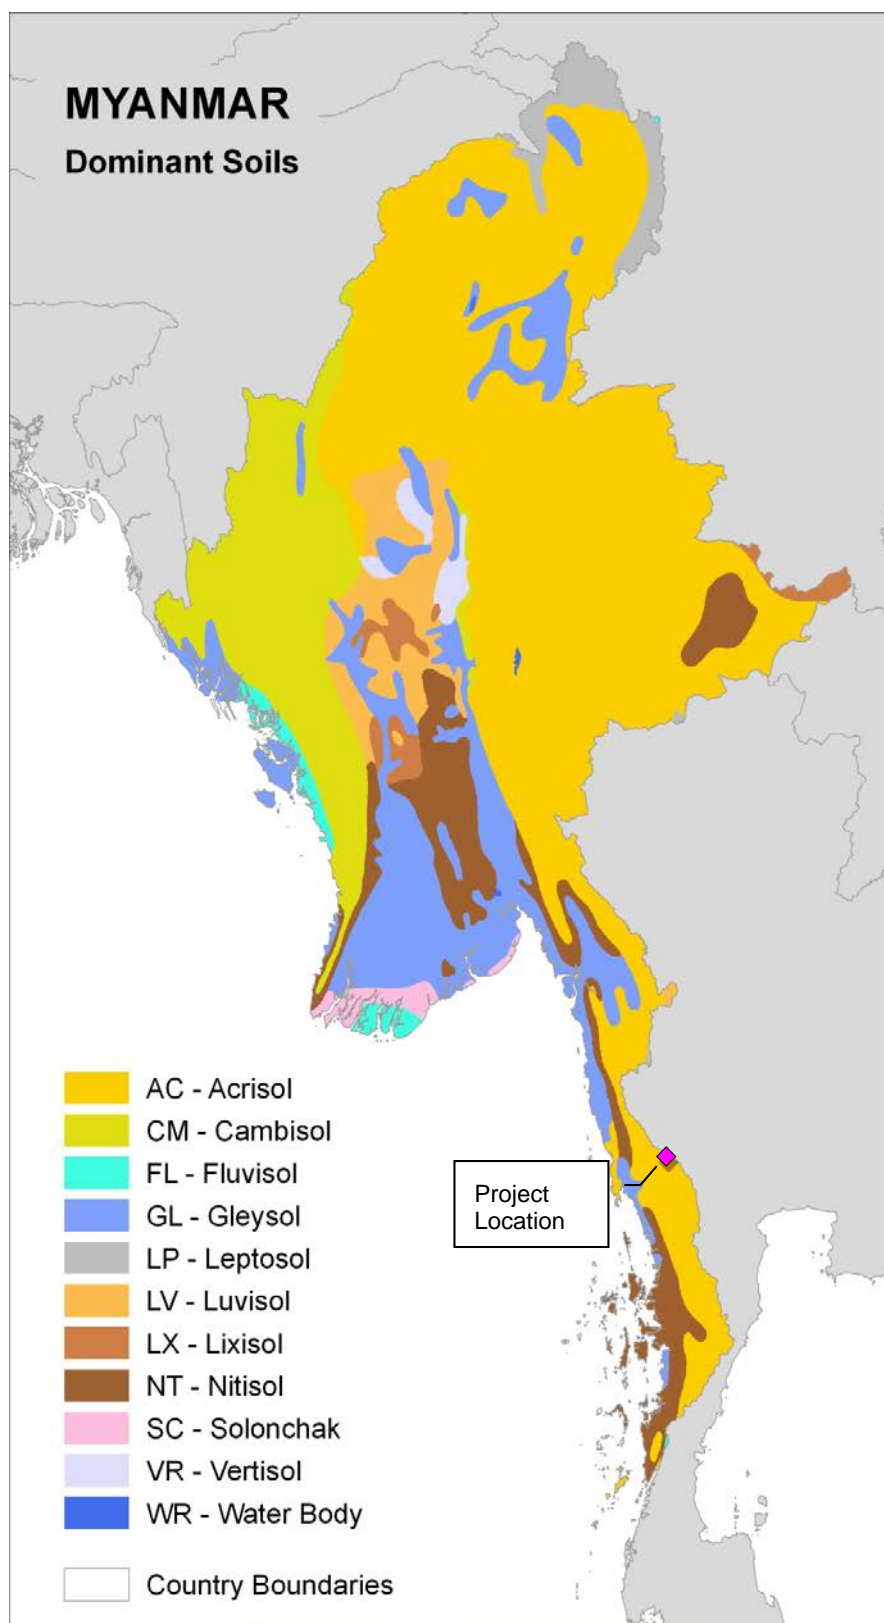 MYANMAR
Dominant Soils
AC - Acrisol
CM - Cambisol
FL - Fluvisol
GL - Gleysol
LP - Leptosol
LV - Luvisol
LX - Lixisol
NT - Nitisol
SC - Solonchak
VR - Vertisol
WR - Water Body
Country Boundaries
Project
Location